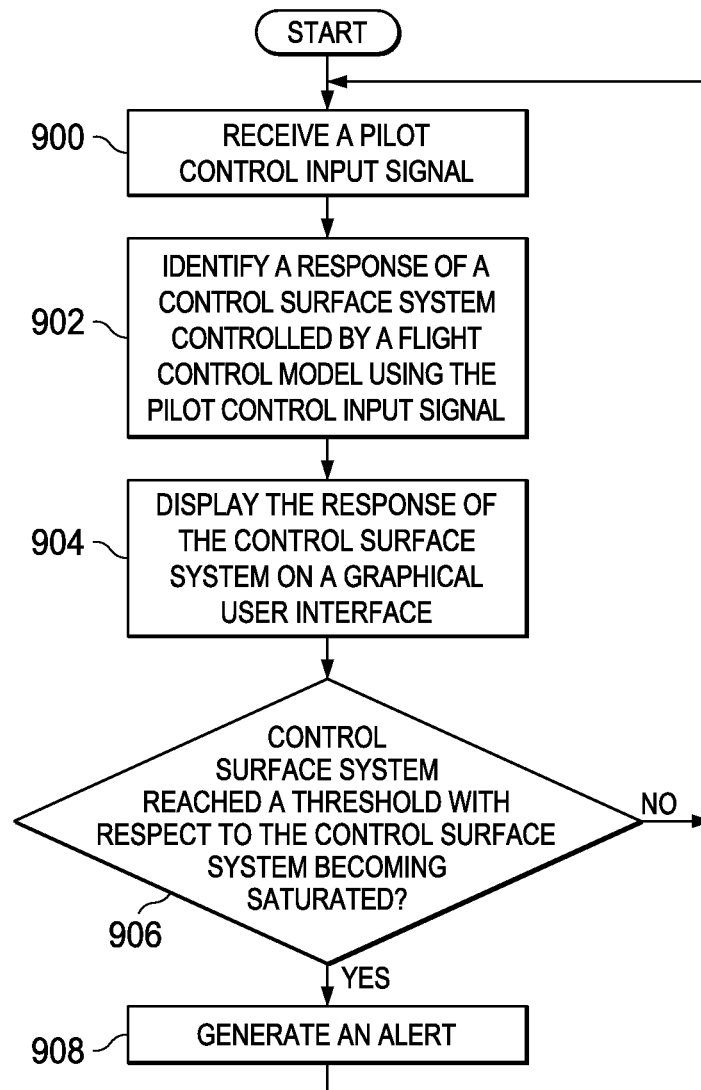 START
900
RECEIVE A PILOT
CONTROL INPUT SIGNAL
902
IDENTIFY A RESPONSE OF A
CONTROL SURFACE SYSTEM
CONTROLLED BY A FLIGHT
CONTROL MODEL USING THE
PILOT CONTROL INPUT SIGNAL
904
DISPLAY THE RESPONSE OF
THE CONTROL SURFACE
SYSTEM ON A GRAPHICAL
USER INTERFACE
CONTROL
SURFACE SYSTEM
REACHED A THRESHOLD WITH
RESPECT TO THE CONTROL SURFACE
SYSTEM BECOMING
SATURATED?
NO
906
YES
908
GENERATE AN ALERT